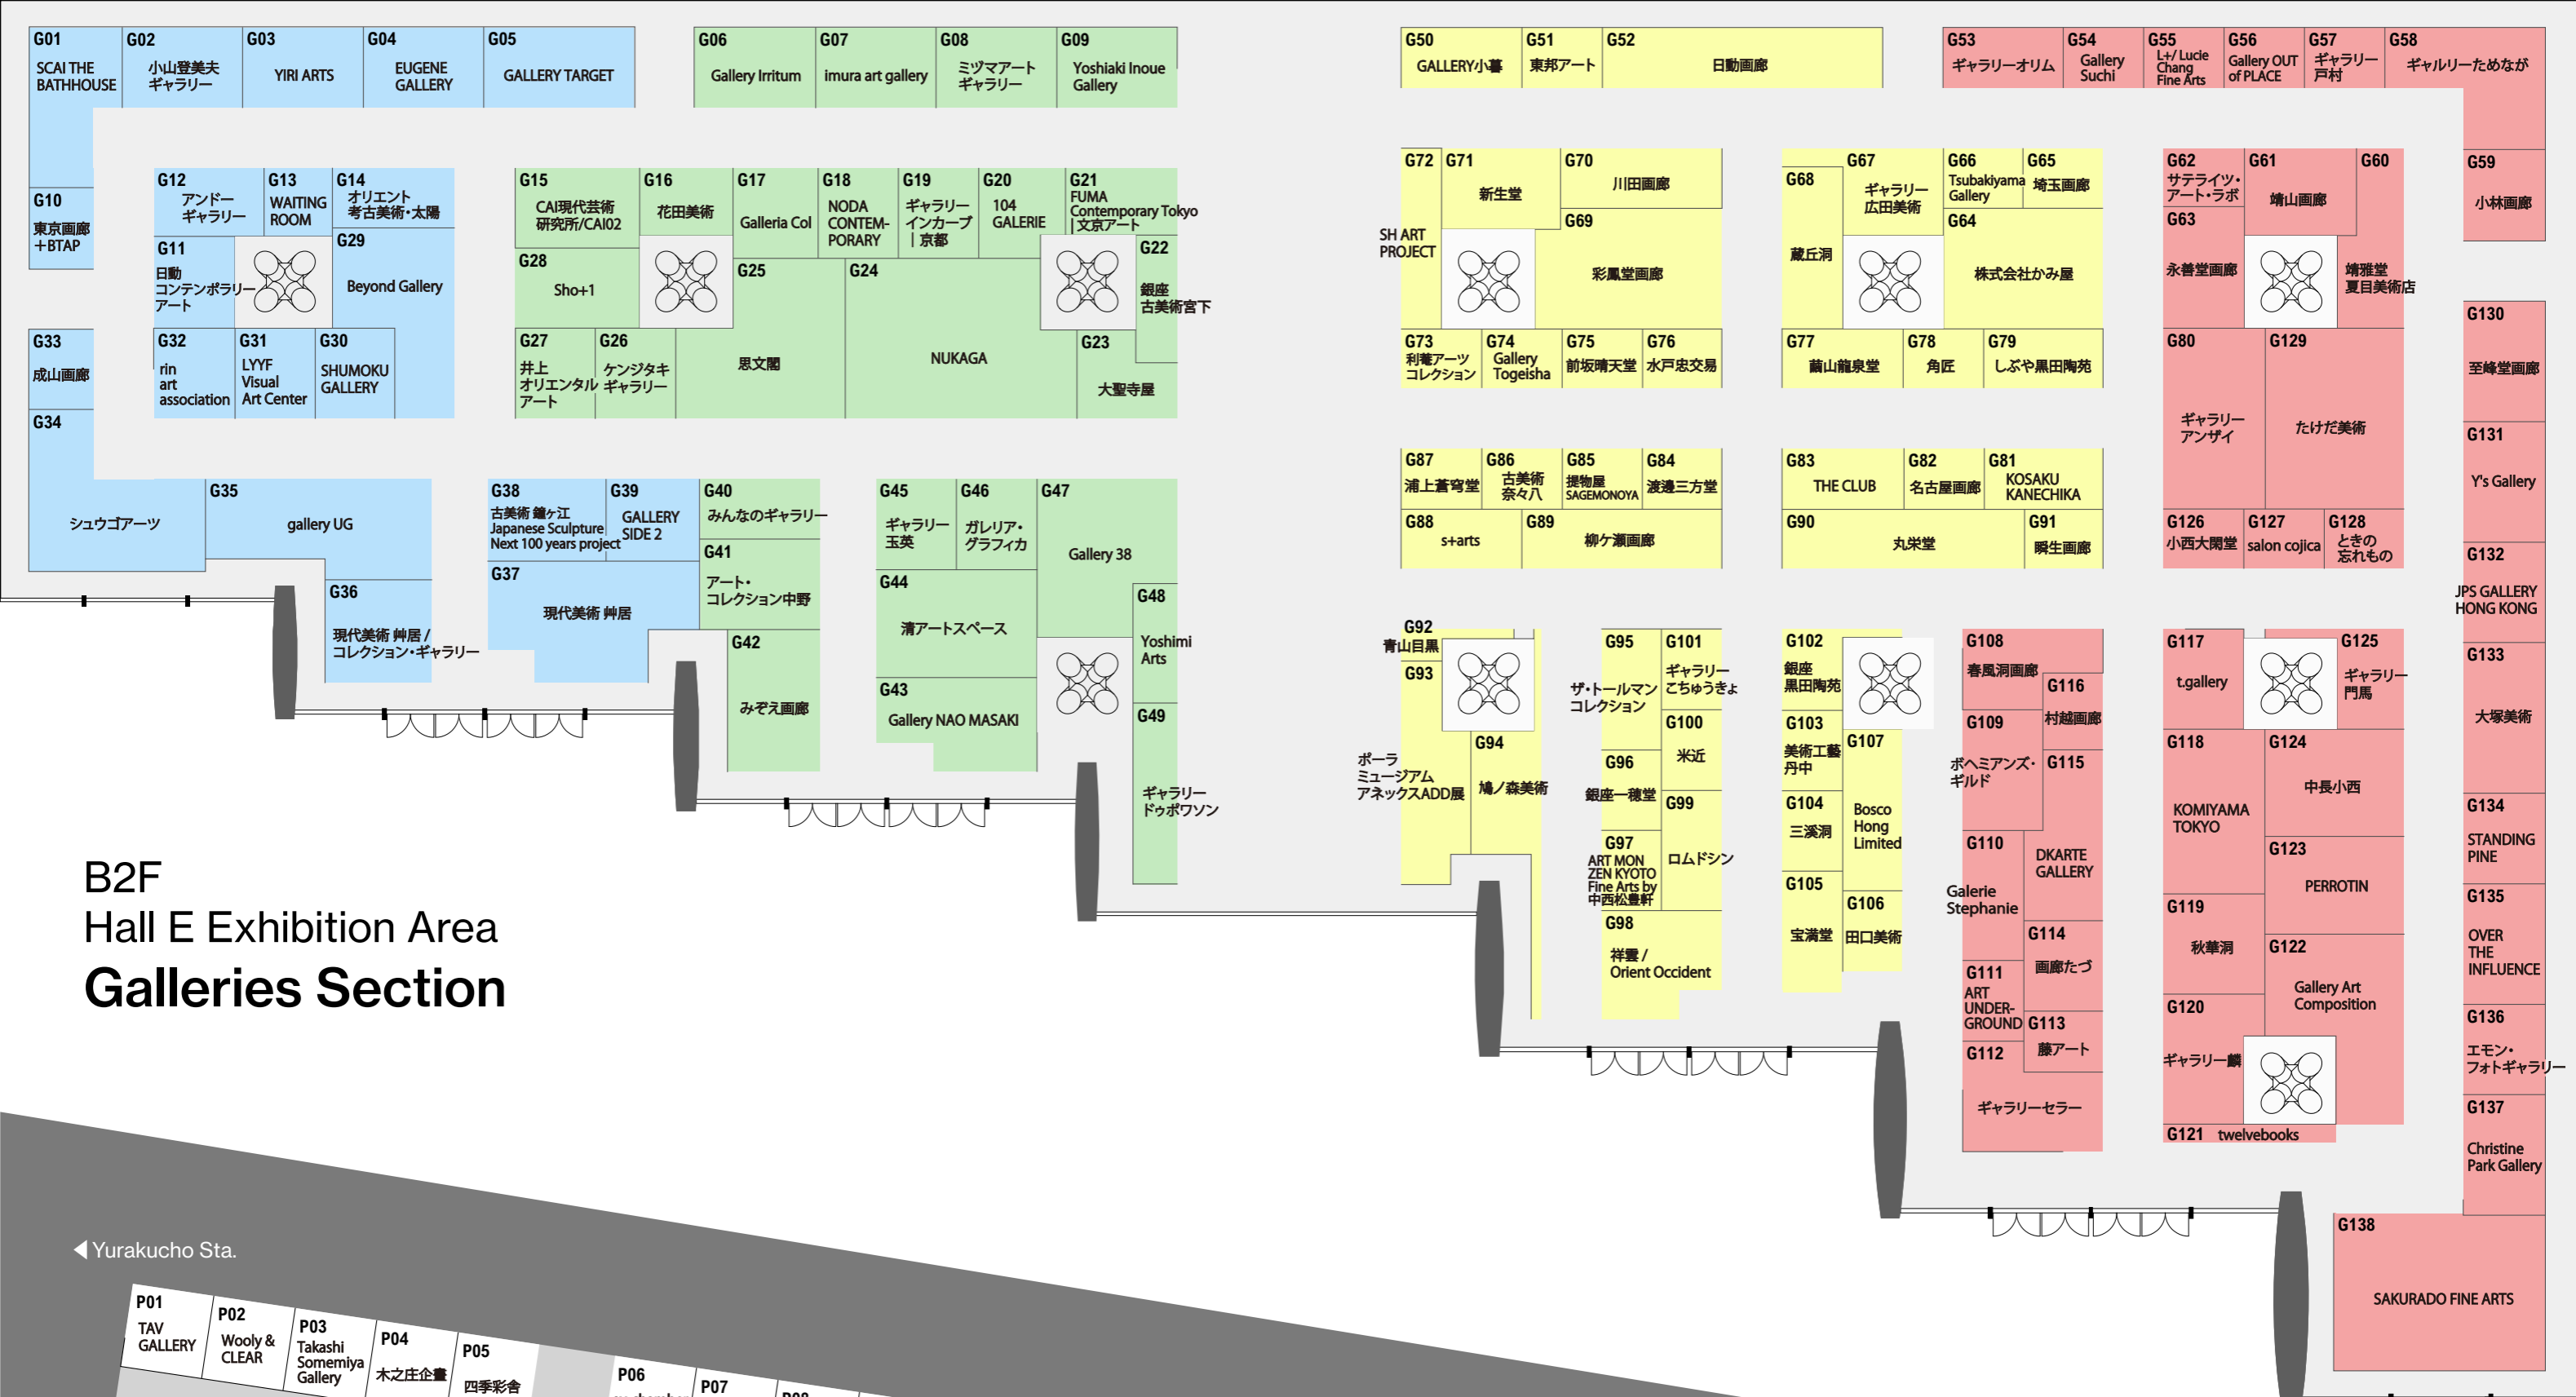 G01
SCAI THE
BATHHOUSE
G02
小山登美夫
ギャラリー
G03
YIRI ARTS
G04
EUGENE
GALLERY
G05
GALLERY TARGET
G06
Gallery Irritum
G07
imura art gallery
G08
ミヅマアート
ギャラリー
G09
Yoshiaki Inoue
Gallery
G50
GALLERY小暮
G51
東邦アート
G52
日動画廊
G53
ギャラリーオリム
G54
Gallery
Suchi
G55
L+/ Lucie
Chang
Fine Arts
G56
Gallery OUT
of PLACE
G57
ギャラリー
戸村
G58
ギャルリーためなが
G10
東京画廊
+BTAP
G12
アンドー
ギャラリー
G13
WAITING
ROOM
G14
オリエント
考古美術・太陽
G11
日動
コンテンポラリー
アート
G29
Beyond Gallery
G32
rin
art
association
G31
LYYF
Visual
Art Center
G30
SHUMOKU
GALLERY
G33
成山画廊
G34
シュウゴアーツ
G35
gallery UG
G36
現代美術 艸居 /
コレクション・ギャラリー
G15
CAI現代芸術
研究所/CAI02
G16
花田美術
G17
Galleria Col
G18
NODA
CONTEM-
PORARY
G19
ギャラリー
インカーブ
| 京都
G20
104
GALERIE
G21
FUMA
Contemporary Tokyo
| 文京アート
G22
銀座
古美術宮下
G28
Sho+1
G25
思文閣
G24
NUKAGA
G27
井上
オリエンタル
アート
G26
ケンジタキ
ギャラリー
G23
大聖寺屋
G38
古美術 鐘ヶ江
Japanese Sculpture
Next 100 years project
G39
GALLERY
SIDE 2
G40
みんなのギャラリー
G37
現代美術 艸居
G41
アート・
コレクション中野
G42
みぞえ画廊
G45
ギャラリー
玉英
G46
ガレリア・
グラフィカ
G47
Gallery 38
G44
清アートスペース
G43
Gallery NAO MASAKI
G48
Yoshimi
Arts
G49
ギャラリー
ドゥポワソン
G72
SH ART
PROJECT
G71
新生堂
G70
川田画廊
G69
彩鳳堂画廊
G73
利菴アーツ
コレクション
G74
Gallery
Togeisha
G75
前坂晴天堂
G76
水戸忠交易
G68
蔵丘洞
G67
ギャラリー
広田美術
G66
Tsubakiyama
Gallery
G65
埼玉画廊
G64
株式会社かみ屋
G77
繭山龍泉堂
G78
角匠
G79
しぶや黒田陶苑
G87
浦上蒼穹堂
G86
古美術
奈々八
G85
提物屋
SAGEMONOYA
G84
渡邊三方堂
G88
s+arts
G89
柳ケ瀬画廊
G83
THE CLUB
G82
名古屋画廊
G81
KOSAKU
KANECHIKA
G90
丸栄堂
G91
瞬生画廊
G92
青山目黒
G93
ポーラ
ミュージアム
アネックスADD展
G94
鳩ノ森美術
G95
ザ・トールマン
コレクション
G101
ギャラリー
こちゅうきょ
G100
米近
G96
銀座一穂堂
G99
ロムドシン
G97
ART MON
ZEN KYOTO
Fine Arts by
中西松豊軒
G98
祥雲 /
Orient Occident
G102
銀座
黒田陶苑
G103
美術工藝
丹中
G107
Bosco
Hong
Limited
G104
三溪洞
G105
宝満堂
G106
田口美術
G62
サテライツ・
アート・ラボ
G61
靖山画廊
G60
靖雅堂
夏目美術店
G63
永善堂画廊
G59
小林画廊
G80
ギャラリー
アンザイ
G129
たけだ美術
G126
小西大閑堂
G127
salon cojica
G128
ときの
忘れもの
G130
至峰堂画廊
G131
Y's Gallery
G132
JPS GALLERY
HONG KONG
G133
大塚美術
G134
STANDING
PINE
G135
OVER
THE
INFLUENCE
G136
エモン・
フォトギャラリー
G137
Christine
Park Gallery
G138
SAKURADO FINE ARTS
G108
春風洞画廊
G116
村越画廊
G109
ボヘミアンズ・
ギルド
G115
DKARTE
GALLERY
G110
Galerie
Stephanie
G114
画廊たづ
G111
ART
UNDER-
GROUND
G113
藤アート
G112
ギャラリーセラー
G117
t.gallery
G125
ギャラリー
門馬
G118
KOMIYAMA
TOKYO
G124
中長小西
G123
PERROTIN
G119
秋華洞
G122
Gallery Art
Composition
G120
ギャラリー麟
G121 twelvebooks
B2F
Hall E Exhibition Area
Galleries Section
Yurakucho Sta.
P01
TAV
GALLERY
P02
Wooly &
CLEAR
P03
Takashi
Somemiya
Gallery
P04
木之庄企畫
P05
四季彩舎
P06
P07